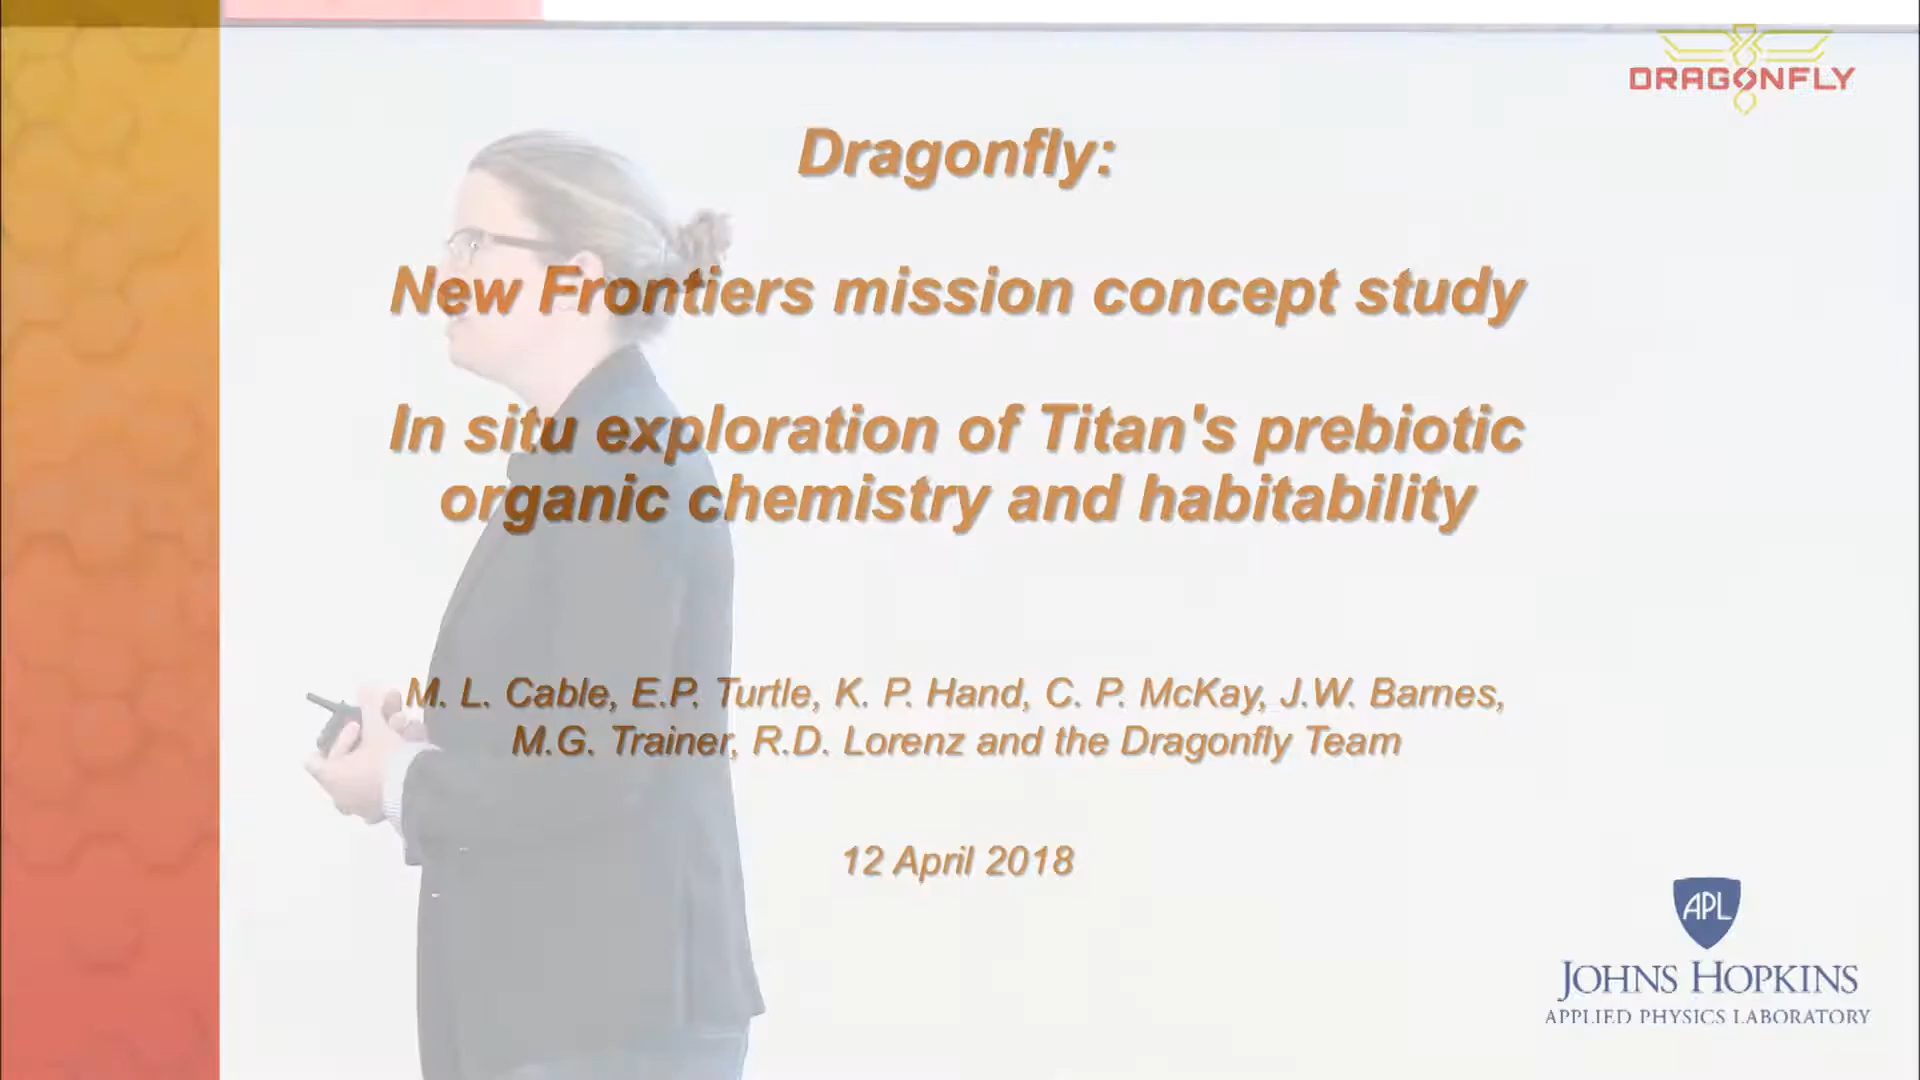 DRAGONFLY
Dragonfly:
New Frontiers mission concept study
In situ exploration of Titan's prebiotic
organic chemistry and habitability
M. L. Cable, E.P. Turtle, K. P. Hand, C. P. McKay, J.W. Barnes,
M.G. Trainer, R.D. Lorenz and the Dragonfly Team
12 April 2018
APL
JOHNS HOPKINS
APPLIED PHYSICS LABORATORY